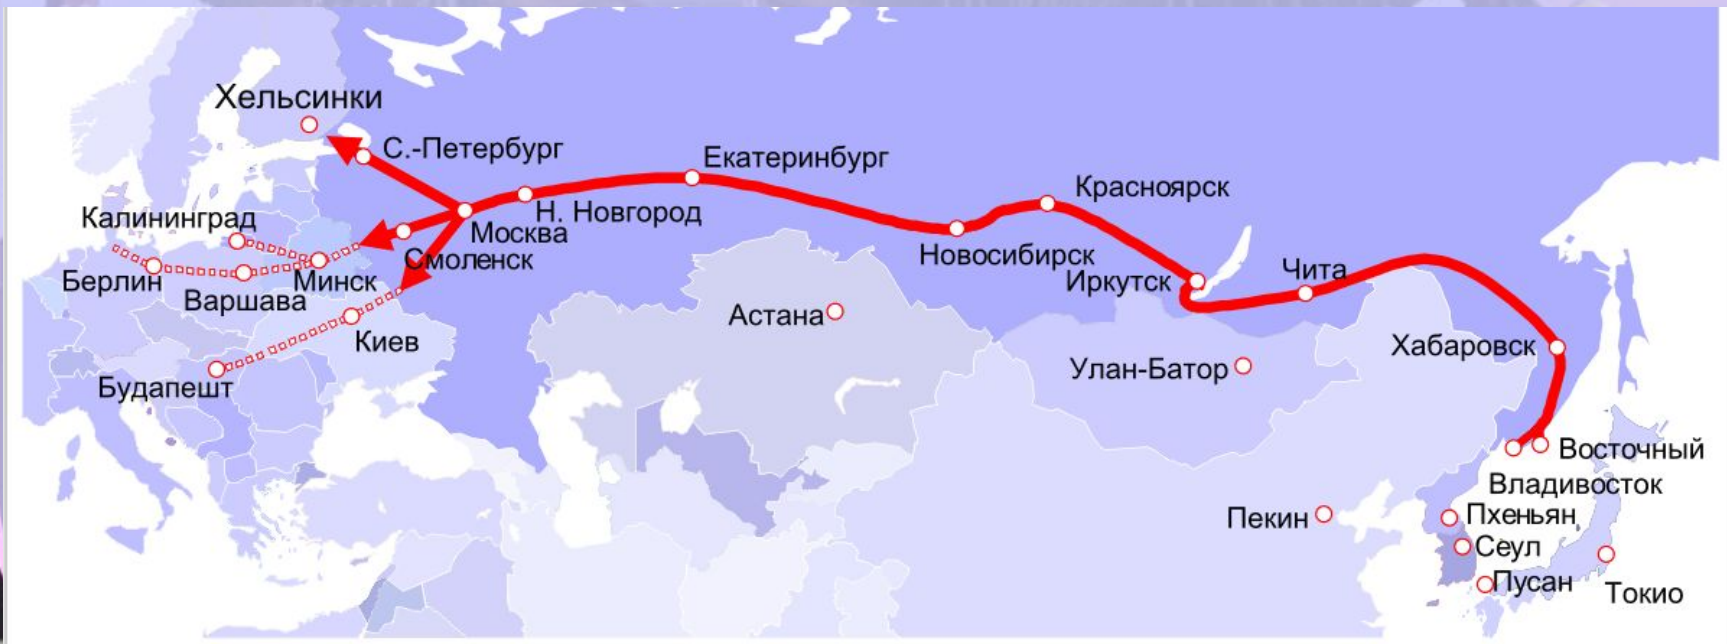 Хельсинки
С.-Петербург
Екатеринбург
Красноярск
Калининград
Н. Новгород
Москва
Новосибирск
Смоленск
Чита
Берлин
Минск
Иркутск
Варшава
Астана
Киев
Хабаровск
Улан-Батор
Будапешт
Восточный
Владивосток
Пекин
Пхеньян
Сеул
Пусан
Токио